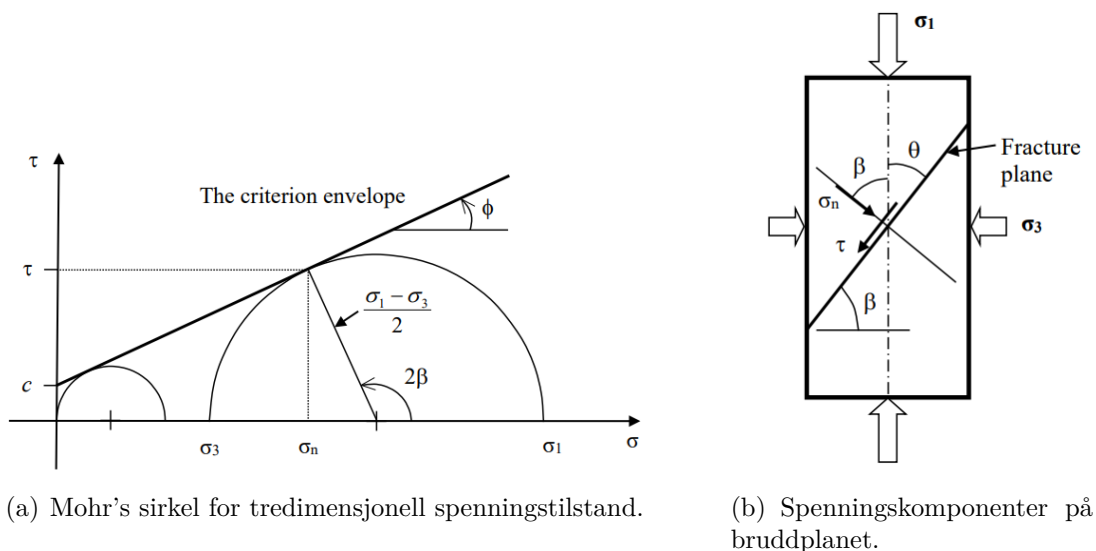 τ
The criterion envelope
ϕ
τ
σ₁ − σ₃
2
c
2β
σ₃
σₙ
σ₁
σ
(a) Mohr's sirkel for tredimensjonell spenningstilstand.
σ₁
β
θ
Fracture
plane
σₙ
σ₃
τ
β
(b) Spenningskomponenter på
bruddplanet.